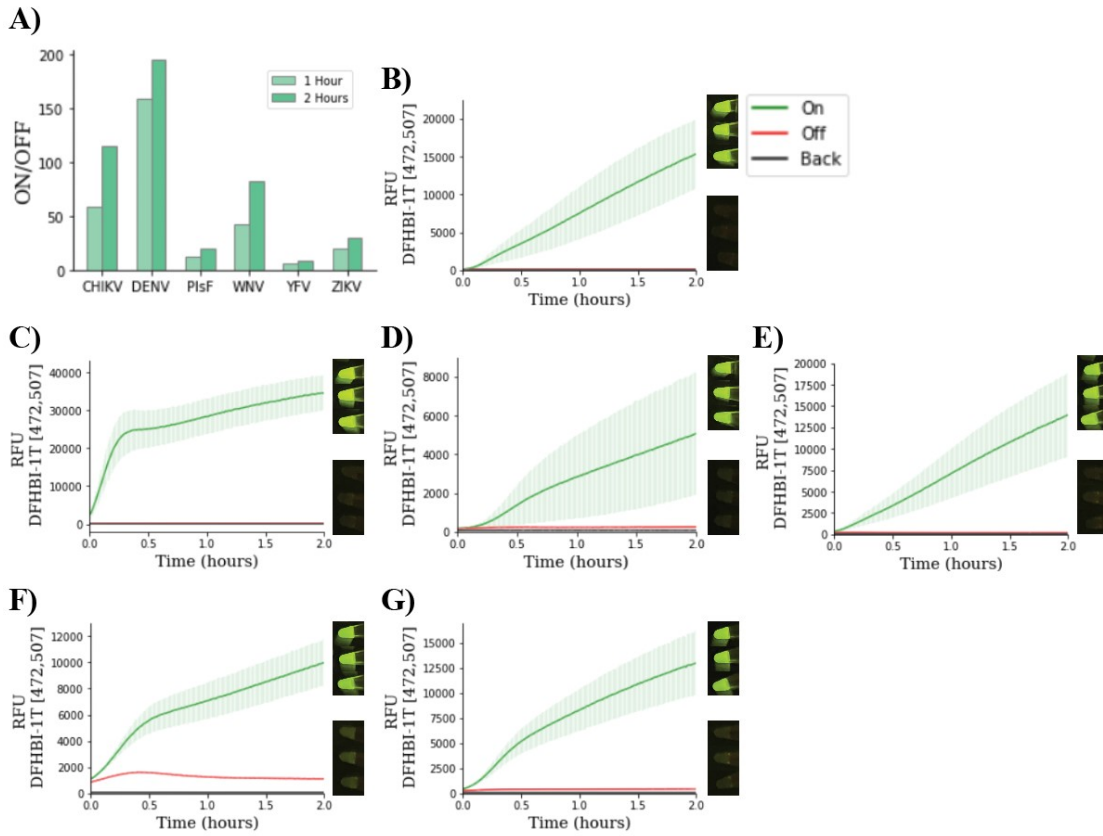 A)
200
150
100
50
0
ON/OFF
1 Hour
2 Hours
CHIKV DENV PlsF WNV YFV ZIKV
B)
20000
15000
10000
5000
0
RFU
DFHBI-1T [472,507]
0.0 0.5 1.0 1.5 2.0
Time (hours)
On
Off
Back
C)
40000
30000
20000
10000
0
RFU
DFHBI-1T [472,507]
0.0 0.5 1.0 1.5 2.0
Time (hours)
D)
8000
6000
4000
2000
0
RFU
DFHBI-1T [472,507]
0.0 0.5 1.0 1.5 2.0
Time (hours)
E)
20000
17500
15000
12500
10000
7500
5000
2500
0
RFU
DFHBI-1T [472,507]
0.0 0.5 1.0 1.5 2.0
Time (hours)
F)
12000
10000
8000
6000
4000
2000
0
RFU
DFHBI-1T [472,507]
0.0 0.5 1.0 1.5 2.0
Time (hours)
G)
15000
12500
10000
7500
5000
2500
0
RFU
DFHBI-1T [472,507]
0.0 0.5 1.0 1.5 2.0
Time (hours)